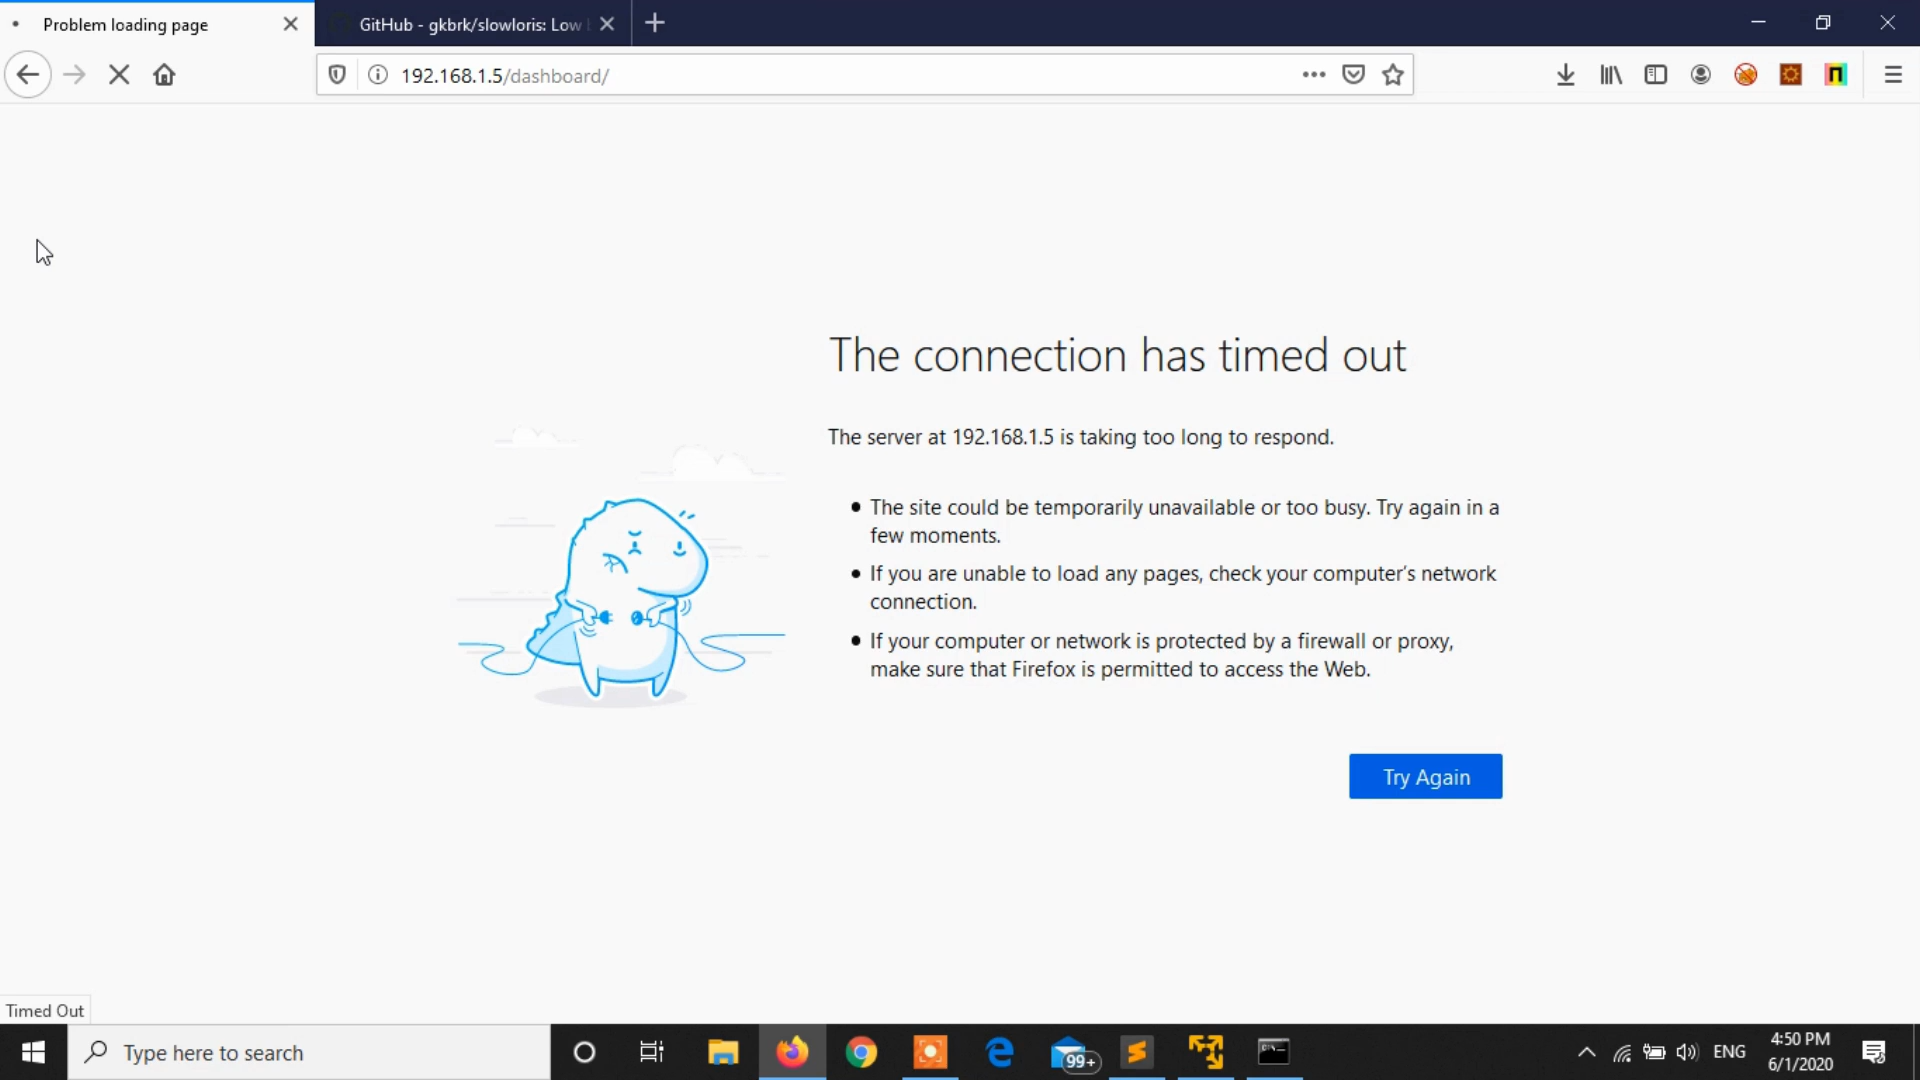 Problem loading page
GitHub - gkbrk/slowloris: Low
192.168.1.5/dashboard/
The connection has timed out
The server at 192.168.1.5 is taking too long to respond.
The site could be temporarily unavailable or too busy. Try again in a
few moments.
If you are unable to load any pages, check your computer's network
connection.
If your computer or network is protected by a firewall or proxy,
make sure that Firefox is permitted to access the Web.
Try Again
Timed Out
Type here to search
99+
ENG
4:50 PM
6/1/2020